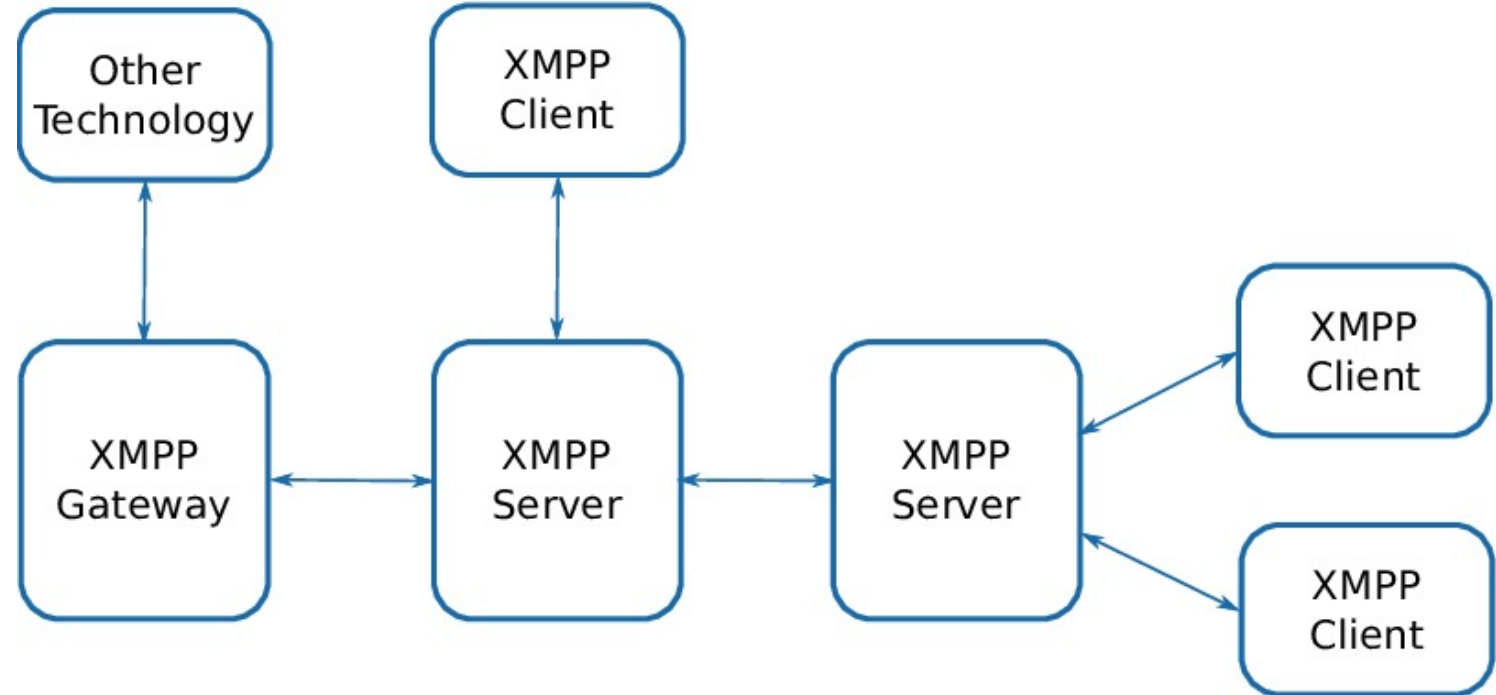 Other
Technology
XMPP
Client
XMPP
Gateway
XMPP
Server
XMPP
Server
XMPP
Client
XMPP
Client